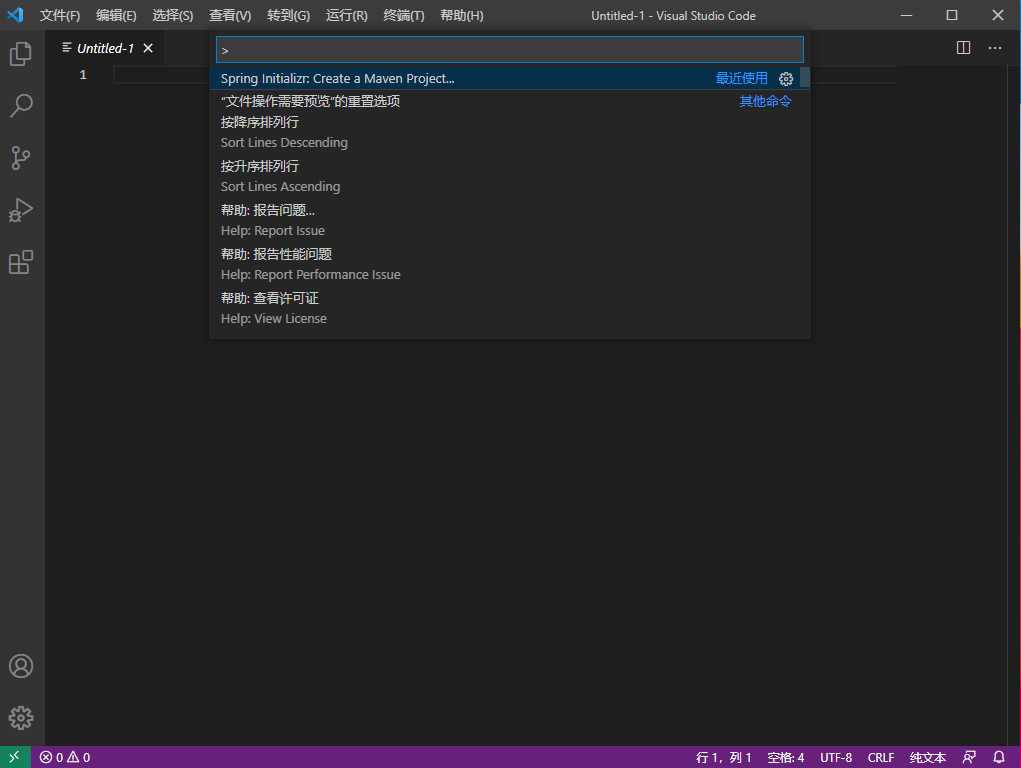 文件(F) 编辑(E) 选择(S) 查看(V) 转到(G) 运行(R) 终端(T) 帮助(H) Untitled-1 - Visual Studio Code
Untitled-1
>
1
Spring Initializr: Create a Maven Project... 最近使用
“文件操作需要预览”的重置选项 其他命令
按降序排列行
Sort Lines Descending
按升序排列行
Sort Lines Ascending
帮助: 报告问题...
Help: Report Issue
帮助: 报告性能问题
Help: Report Performance Issue
帮助: 查看许可证
Help: View License
0 0 行 1，列 1 空格: 4 UTF-8 CRLF 纯文本